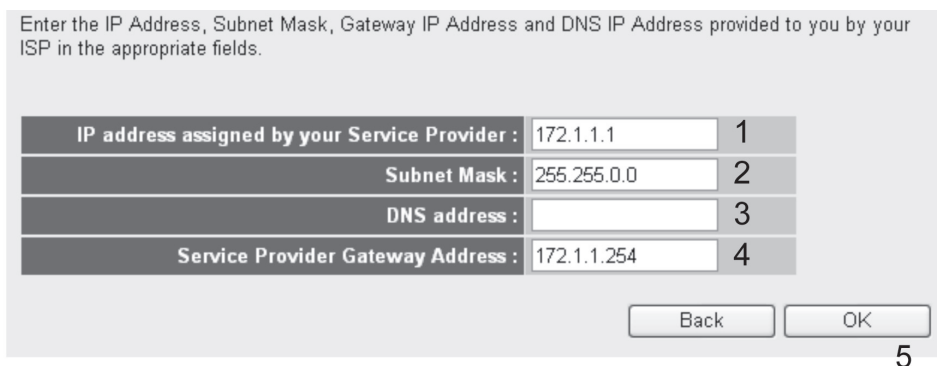 Enter the IP Address, Subnet Mask, Gateway IP Address and DNS IP Address provided to you by your
ISP in the appropriate fields.
IP address assigned by your Service Provider : 172.1.1.1 1
Subnet Mask : 255.255.0.0 2
DNS address : 3
Service Provider Gateway Address : 172.1.1.254 4
Back OK
5